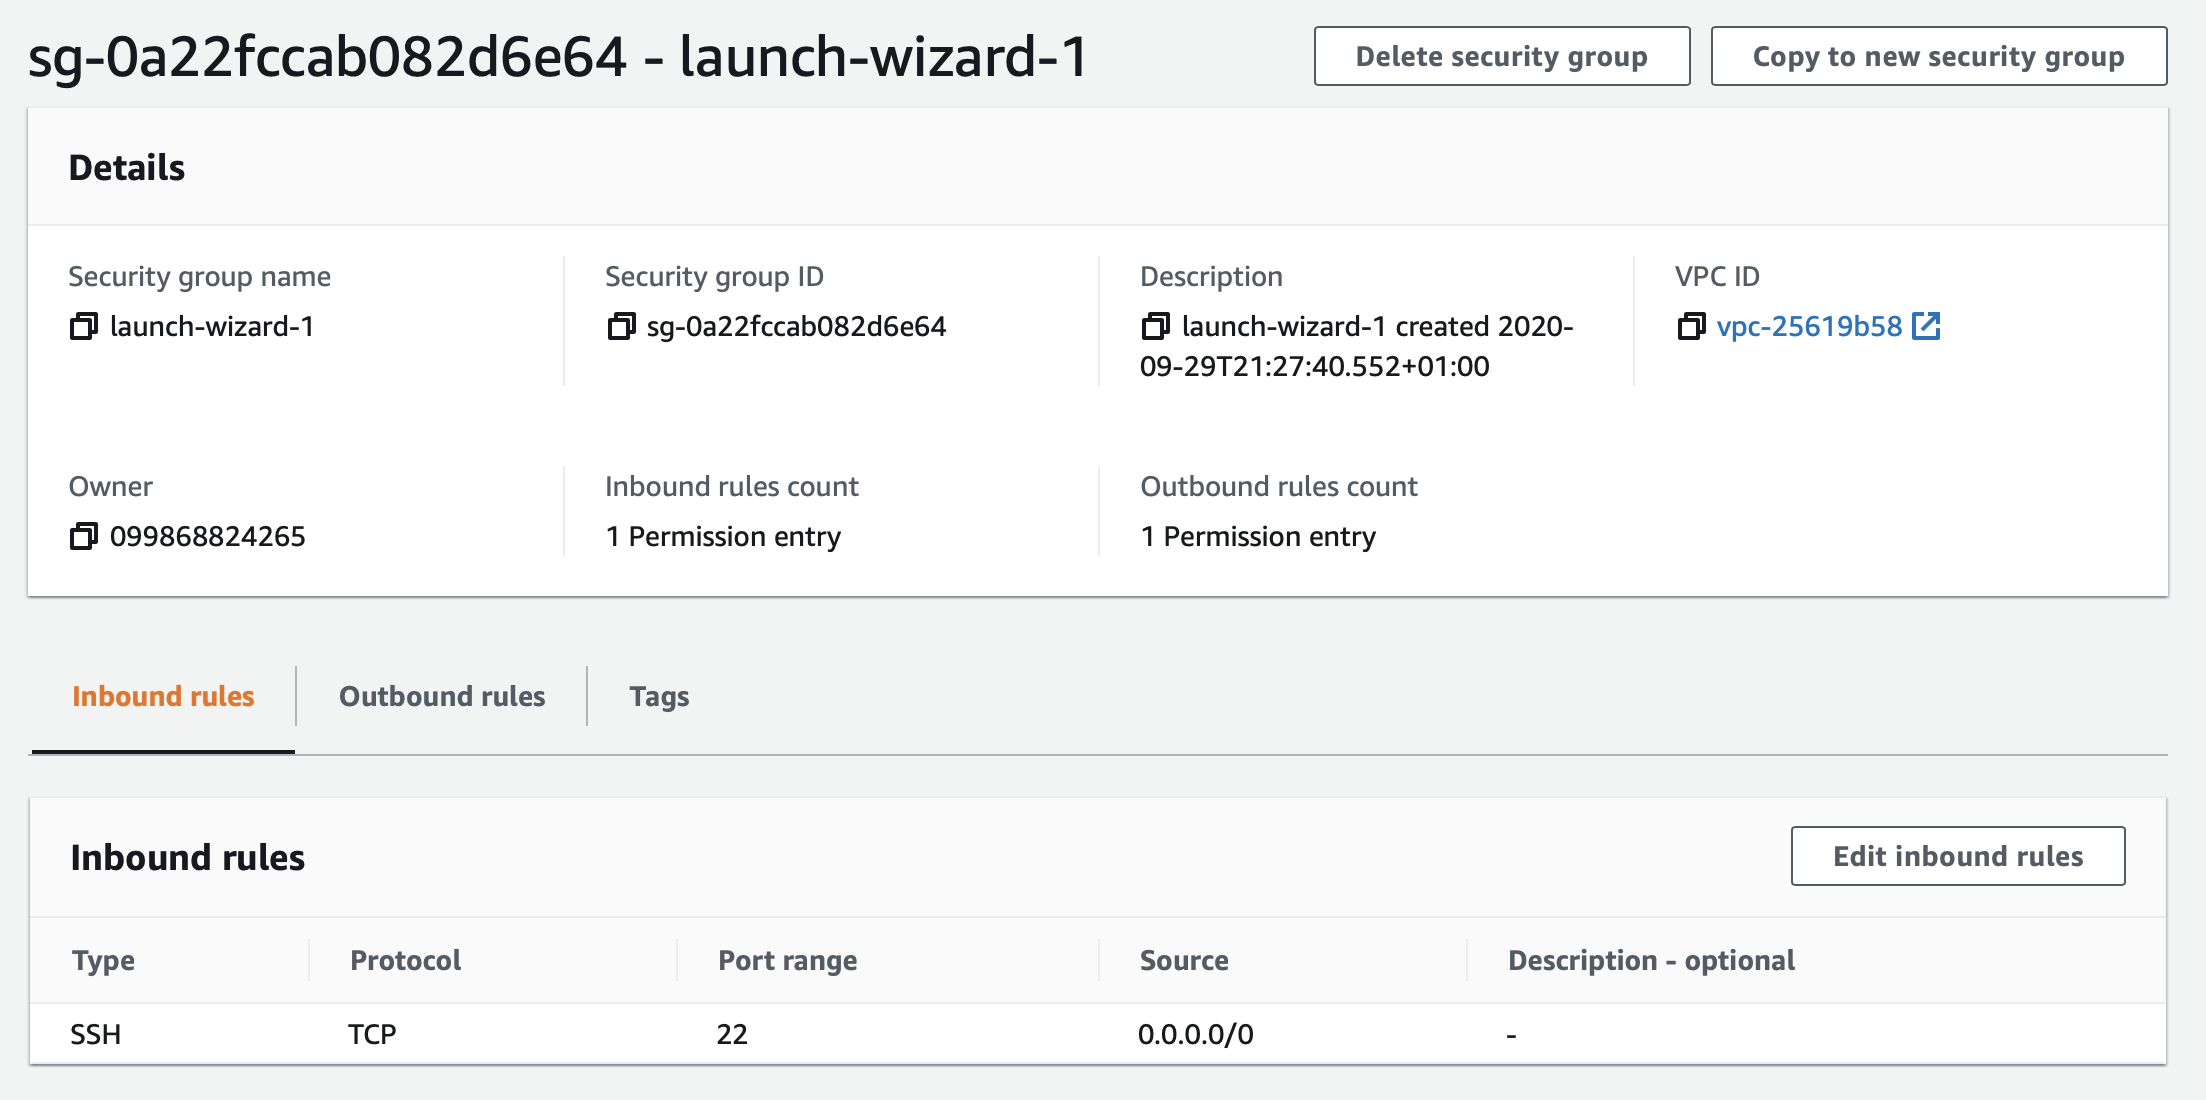 sg-0a22fccab082d6e64 - launch-wizard-1
Delete security group
Copy to new security group
Details
Security group name
launch-wizard-1
Security group ID
sg-0a22fccab082d6e64
Description
launch-wizard-1 created 2020-
09-29T21:27:40.552+01:00
VPC ID
vpc-25619b58
Owner
099868824265
Inbound rules count
1 Permission entry
Outbound rules count
1 Permission entry
Inbound rules
Outbound rules
Tags
Inbound rules
Edit inbound rules
Type Protocol Port range Source Description - optional
SSH TCP 22 0.0.0.0/0 -